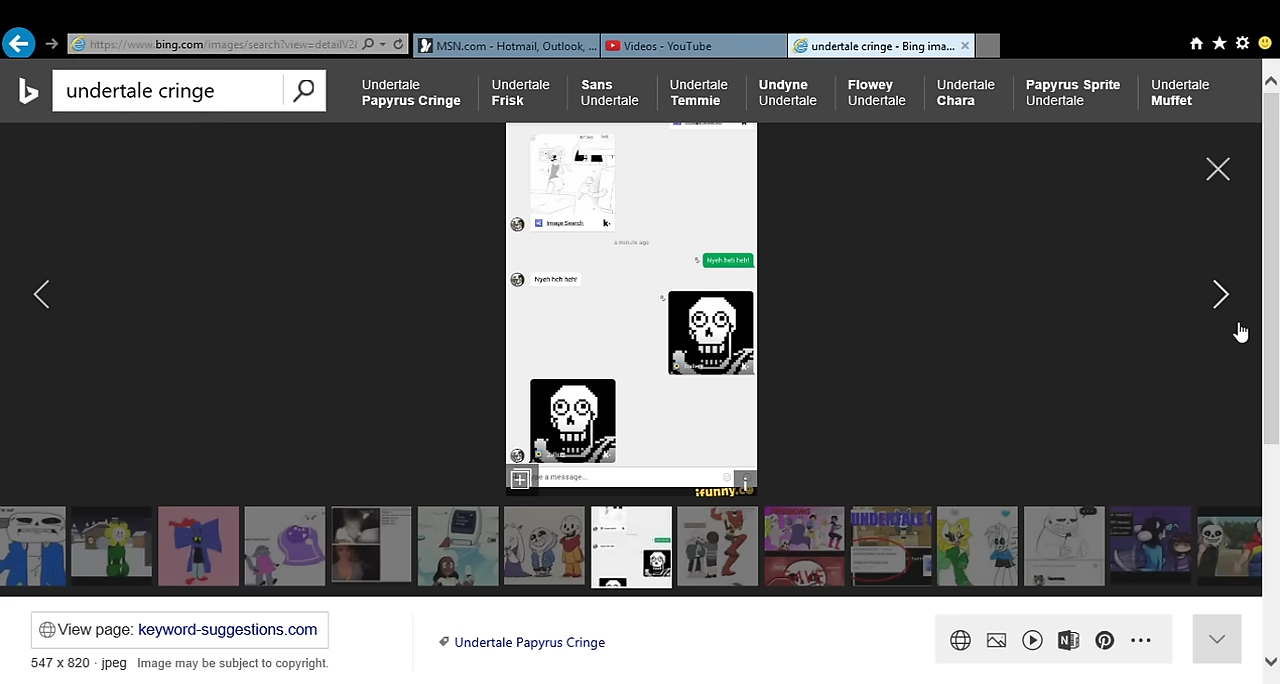 https://www.bing.com/images/search?view=detailV2&
MSN.com - Hotmail, Outlook, ...
Videos - YouTube
undertale cringe - Bing ima...
undertale cringe
Undertale
Papyrus Cringe
Undertale
Frisk
Sans
Undertale
Undertale
Temmie
Undyne
Undertale
Flowey
Undertale
Undertale
Chara
Papyrus Sprite
Undertale
Undertale
Muffet
Image Search
a minute ago
Nyeh heh heh!
Nyeh heh heh!
Gallery
Gallery
a message...
ifunny.co
View page: keyword-suggestions.com
547 x 820 · jpeg Image may be subject to copyright.
Undertale Papyrus Cringe